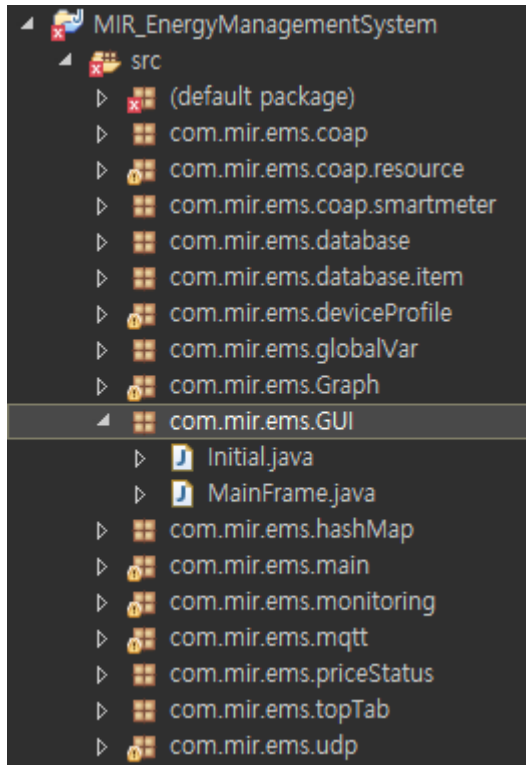 MIR_EnergyManagementSystem
src
(default package)
com.mir.ems.coap
com.mir.ems.coap.resource
com.mir.ems.coap.smartmeter
com.mir.ems.database
com.mir.ems.database.item
com.mir.ems.deviceProfile
com.mir.ems.globalVar
com.mir.ems.Graph
com.mir.ems.GUI
Initial.java
MainFrame.java
com.mir.ems.hashMap
com.mir.ems.main
com.mir.ems.monitoring
com.mir.ems.mqtt
com.mir.ems.priceStatus
com.mir.ems.topTab
com.mir.ems.udp